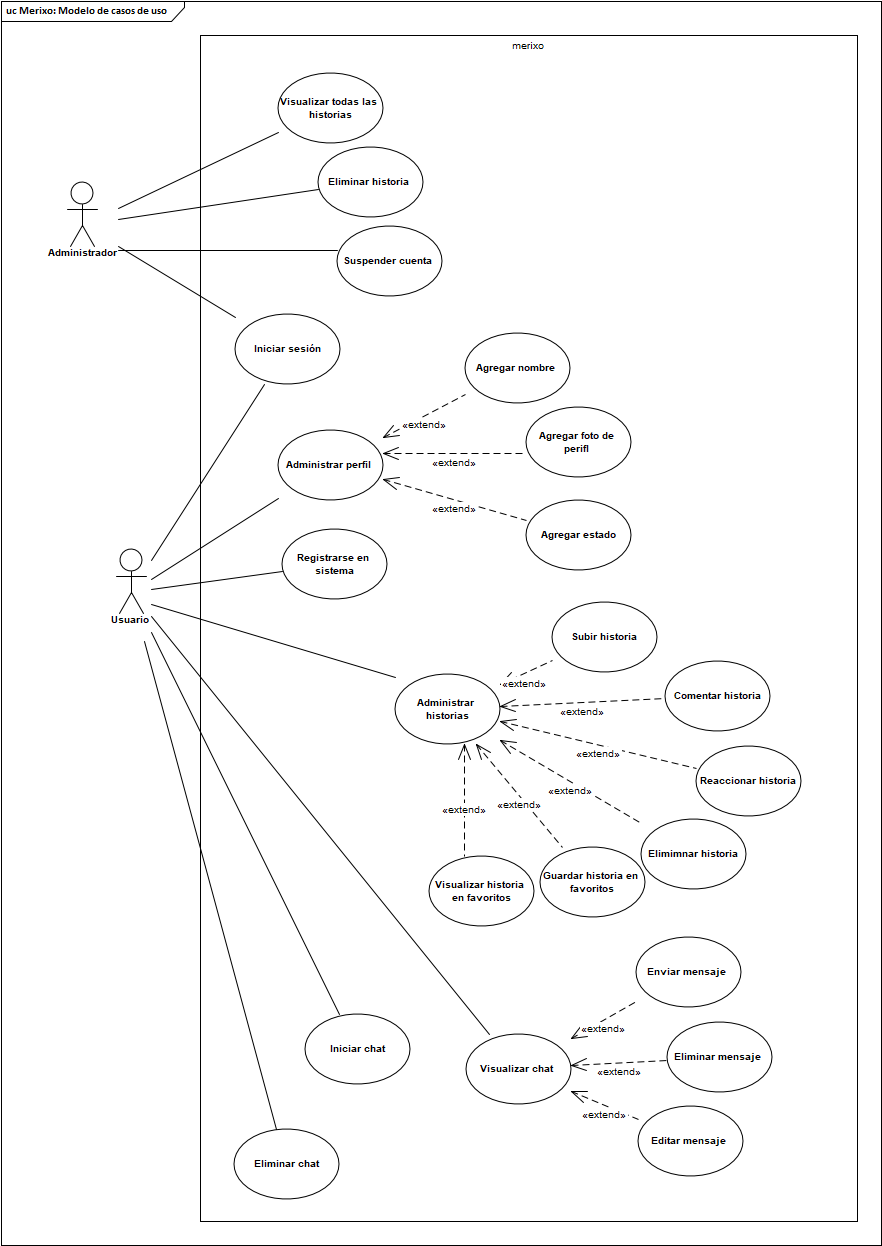 uc Merixo: Modelo de casos de uso
merixo
Visualizar todas las
historias
Eliminar historia
Administrador
Suspender cuenta
Iniciar sesión
Agregar nombre
«extend»
Agregar foto de
perifl
Administrar perfil
«extend»
«extend»
Agregar estado
Registrarse en
sistema
Usuario
Subir historia
«extend»
Comentar historia
Administrar
historias
«extend»
«extend»
Reaccionar historia
«extend»
«extend»
«extend»
Elimimnar historia
Visualizar historia
en favoritos
Guardar historia en
favoritos
Enviar mensaje
«extend»
Iniciar chat
Visualizar chat
Eliminar mensaje
«extend»
«extend»
Editar mensaje
Eliminar chat